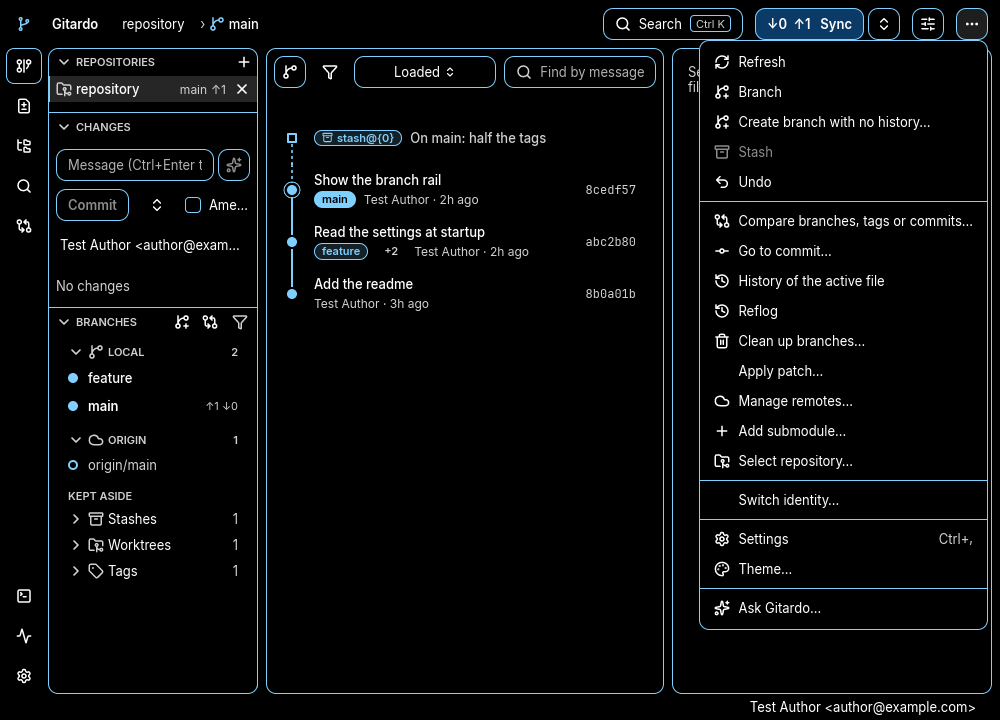 Gitardo repository › main Search Ctrl K ↓0 ↑1 Sync
REPOSITORIES
repository main ↑1
CHANGES
Message (Ctrl+Enter t
Commit Ame...
Test Author <author@exam...
No changes
BRANCHES
LOCAL 2
feature
main ↑1 ↓0
ORIGIN 1
origin/main
KEPT ASIDE
Stashes 1
Worktrees 1
Tags 1
Loaded Find by message
stash@{0} On main: half the tags
Show the branch rail 8cedf57
main Test Author · 2h ago
Read the settings at startup abc2b80
feature +2 Test Author · 2h ago
Add the readme 8b0a01b
Test Author · 3h ago
Refresh
Branch
Create branch with no history...
Stash
Undo
Compare branches, tags or commits...
Go to commit...
History of the active file
Reflog
Clean up branches...
Apply patch...
Manage remotes...
Add submodule...
Select repository...
Switch identity...
Settings Ctrl+,
Theme...
Ask Gitardo...
Test Author <author@example.com>